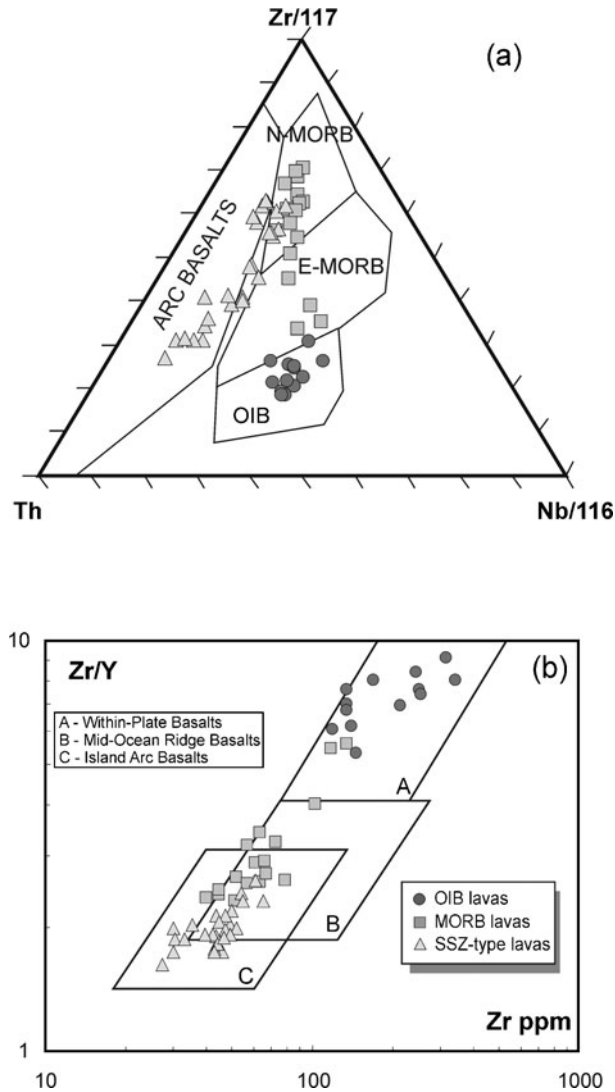 Zr/117
(a)
N-MORB
ARC BASALTS
E-MORB
OIB
Th
Nb/116
10
Zr/Y
(b)
A - Within-Plate Basalts
B - Mid-Ocean Ridge Basalts
C - Island Arc Basalts
A
OIB lavas
MORB lavas
SSZ-type lavas
B
C
Zr ppm
1
10
100
1000